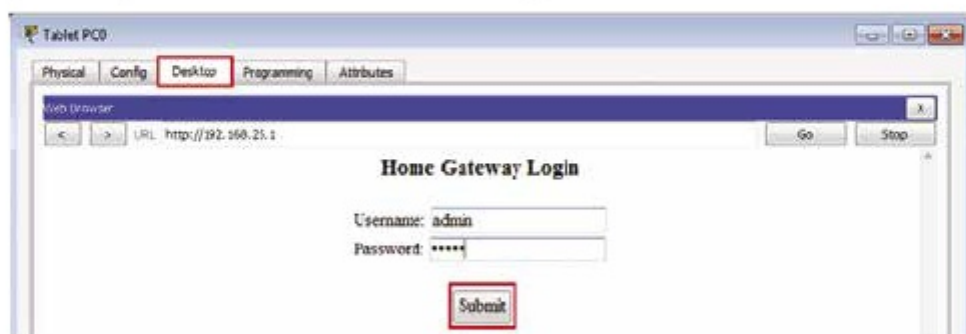 Tablet PC0
Physical Config Desktop Programming Attributes
Web Browser X
< > URL http://192.168.25.1 Go Stop
Home Gateway Login
Username: admin
Password: •••••
Submit